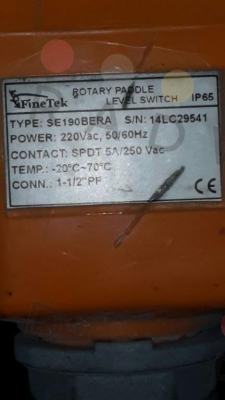 ROTARY PADDLE
FineTek LEVEL SWITCH IP65
TYPE: SE190BERA S/N: 14LC29541
POWER: 220Vac, 50/60Hz
CONTACT: SPDT 5A/250 Vac
TEMP.: -20°C~70°C
CONN.: 1-1/2"PF CE